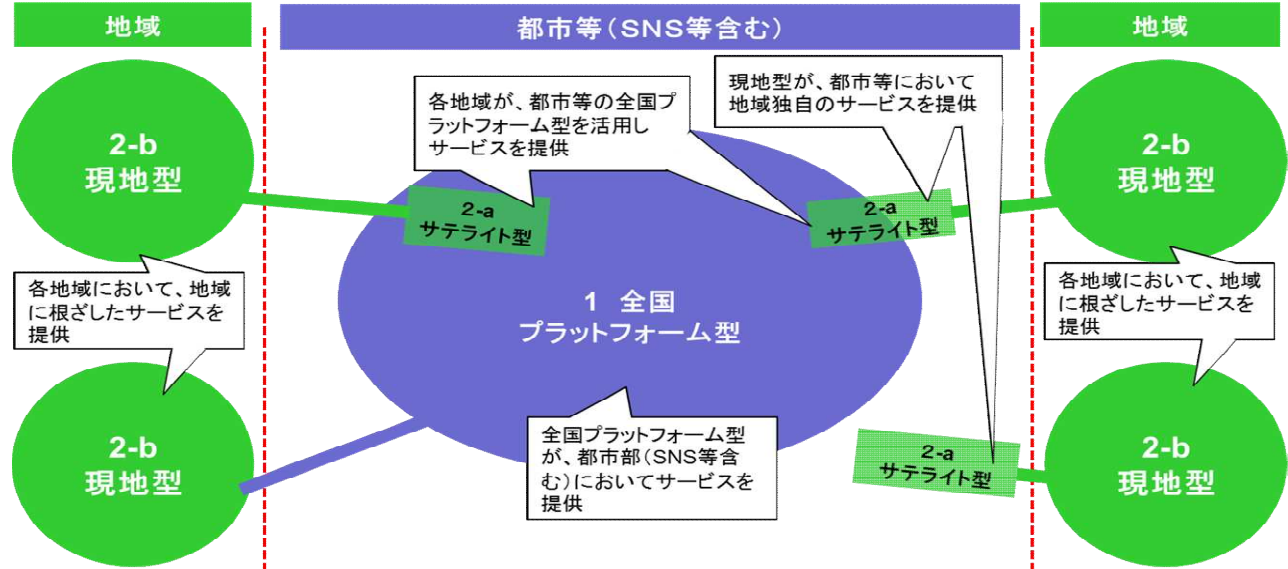 地域
都市等(SNS等含む)
地域
2-b
現地型
各地域が、都市等の全国プ
ラットフォーム型を活用し
サービスを提供
現地型が、都市等において
地域独自のサービスを提供
2-b
現地型
2-a
サテライト型
2-a
サテライト型
各地域において、地域
に根ざしたサービスを
提供
1 全国
プラットフォーム型
各地域において、地域
に根ざしたサービスを
提供
2-b
現地型
全国プラットフォーム型
が、都市部(SNS等含
む)においてサービスを
提供
2-a
サテライト型
2-b
現地型